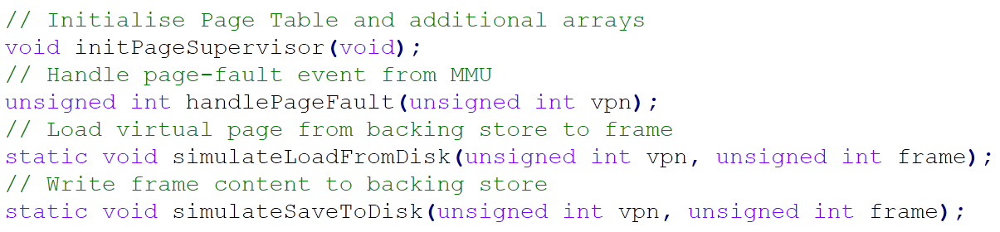 // Initialise Page Table and additional arrays
void initPageSupervisor(void);
// Handle page-fault event from MMU
unsigned int handlePageFault(unsigned int vpn);
// Load virtual page from backing store to frame
static void simulateLoadFromDisk(unsigned int vpn, unsigned int frame);
// Write frame content to backing store
static void simulateSaveToDisk(unsigned int vpn, unsigned int frame);